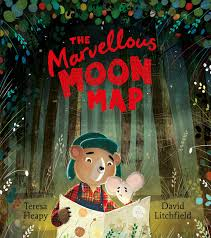 THE
Marvellous
MOON
MAP
Teresa
Heapy
David
Litchfield